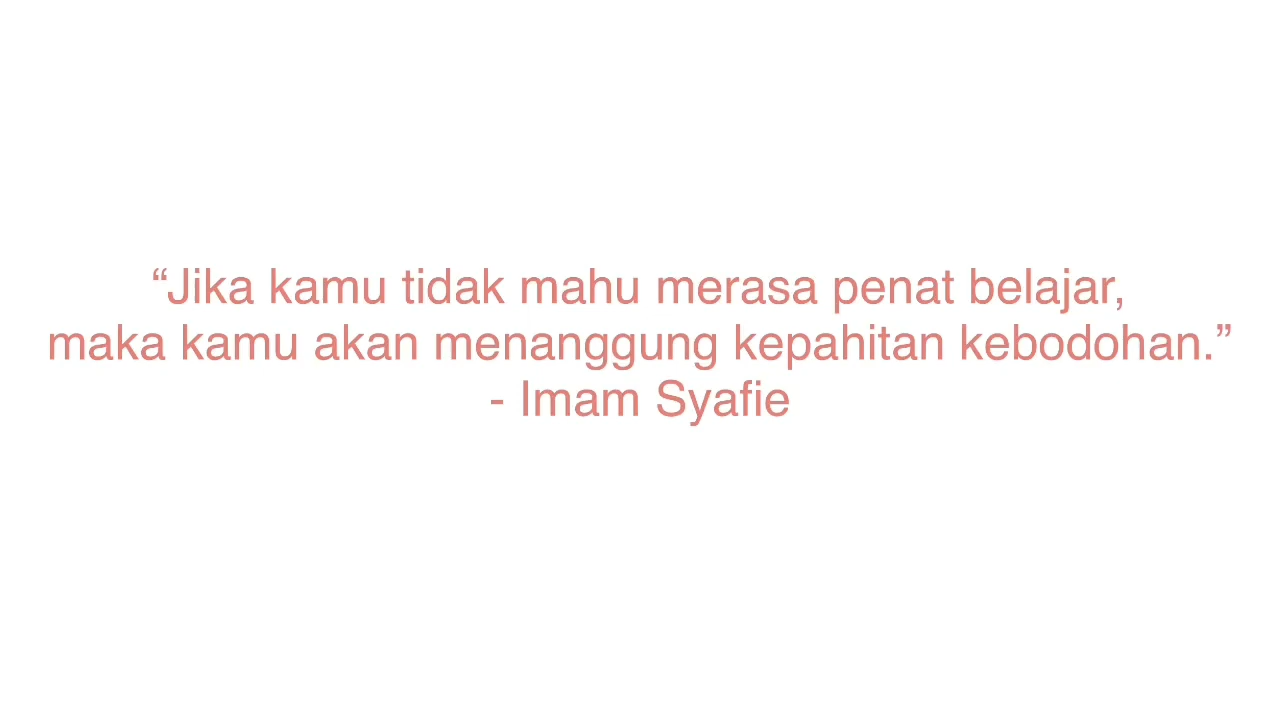 “Jika kamu tidak mahu merasa penat belajar,
maka kamu akan menanggung kepahitan kebodohan.”
- Imam Syafie